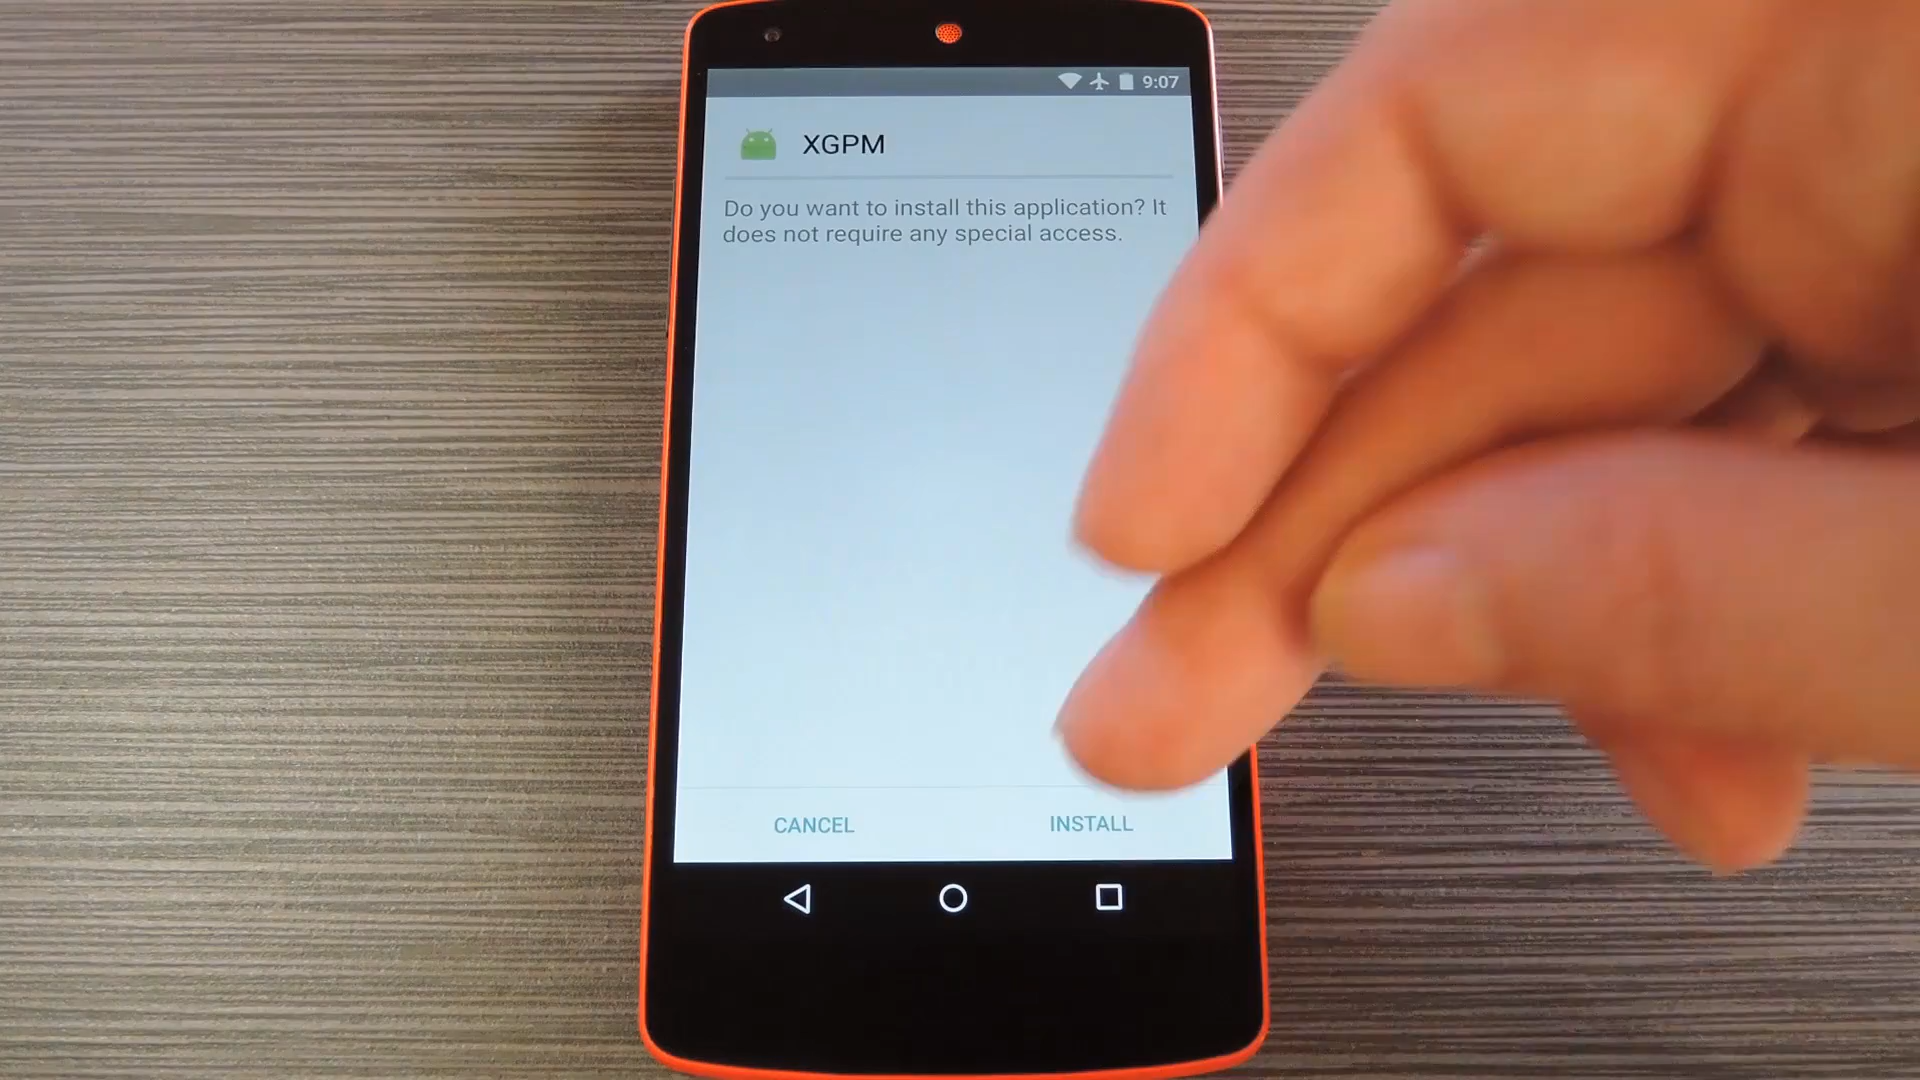 9:07
XGPM
Do you want to install this application? It
does not require any special access.
CANCEL
INSTALL